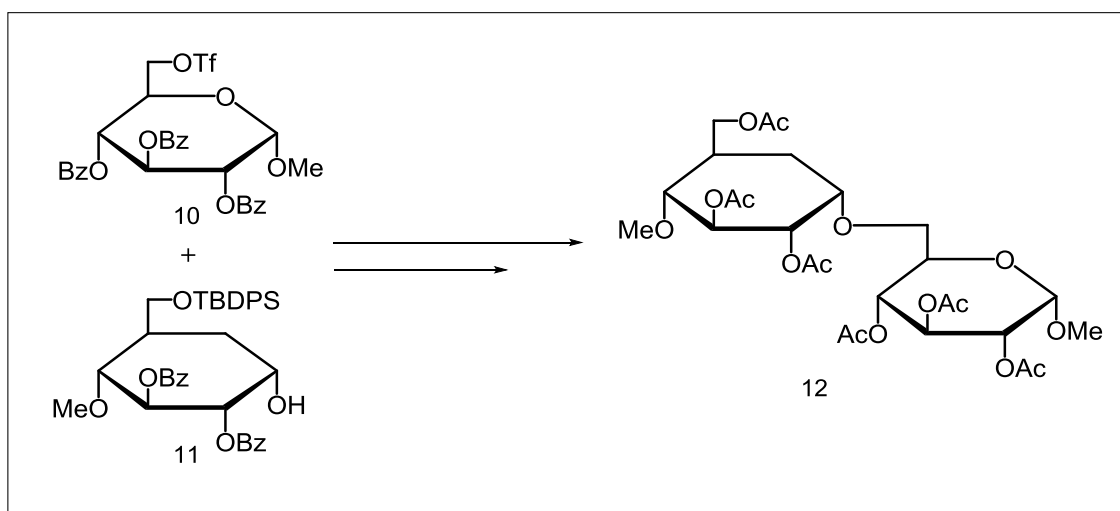 OTf
O
OBz
BzO
OMe
OBz
10
+
OTBDPS
OBz
MeO
OH
OBz
11
OAc
OAc
MeO
O
OAc
O
OAc
AcO
OMe
OAc
12